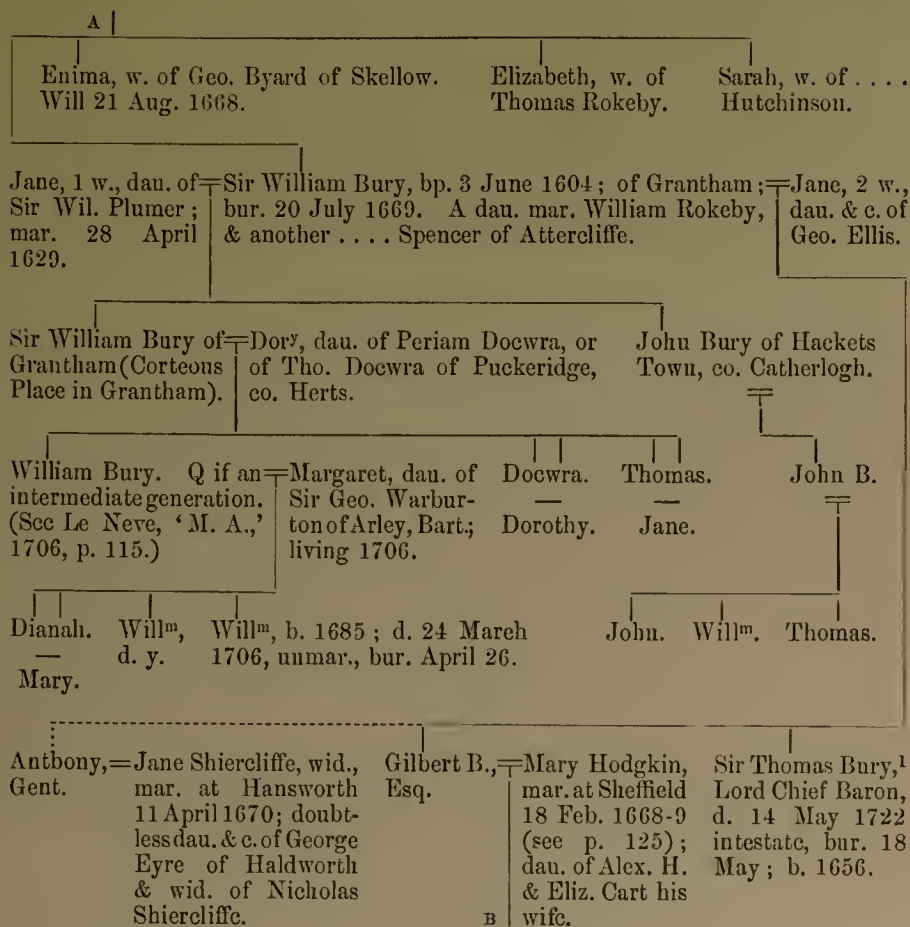 A
Emma, w. of Geo. Byard of Skellow.
Will 21 Aug. 1668.
Elizabeth, w. of
Thomas Rokeby.
Sarah, w. of . . . .
Hutchinson.
Jane, 1 w., dau. of
Sir Wil. Plumer;
mar. 28 April
1629.
Sir William Bury, bp. 3 June 1604; of Grantham;
bur. 20 July 1669. A dau. mar. William Rokeby,
& another . . . . Spencer of Attercliffe.
Jane, 2 w.,
dau. & c. of
Geo. Ellis.
Sir William Bury of
Grantham (Corteous
Place in Grantham).
Dorʸ, dau. of Periam Docwra, or
of Tho. Docwra of Puckeridge,
co. Herts.
John Bury of Hackets
Town, co. Catherlogh.
William Bury. Q if an
intermediate generation.
(See Le Neve, ‘M. A.,’
1706, p. 115.)
Margaret, dau. of
Sir Geo. Warbur-
ton of Arley, Bart.;
living 1706.
Docwra.
—
Dorothy.
Thomas.
—
Jane.
John B.
Dianah.
—
Mary.
Willᵐ,
d. y.
Willᵐ, b. 1685; d. 24 March
1706, unmar., bur. April 26.
John. Willᵐ. Thomas.
Anthony,
Gent.
Jane Shiercliffe, wid.,
mar. at Hansworth
11 April 1670; doubt-
less dau. & c. of George
Eyre of Haldworth
& wid. of Nicholas
Shiercliffe.
Gilbert B.,
Esq.
Mary Hodgkin,
mar. at Sheffield
18 Feb. 1668-9
(see p. 125);
dau. of Alex. H.
& Eliz. Cart his
wife.
Sir Thomas Bury,¹
Lord Chief Baron,
d. 14 May 1722
intestate, bur. 18
May; b. 1656.
B